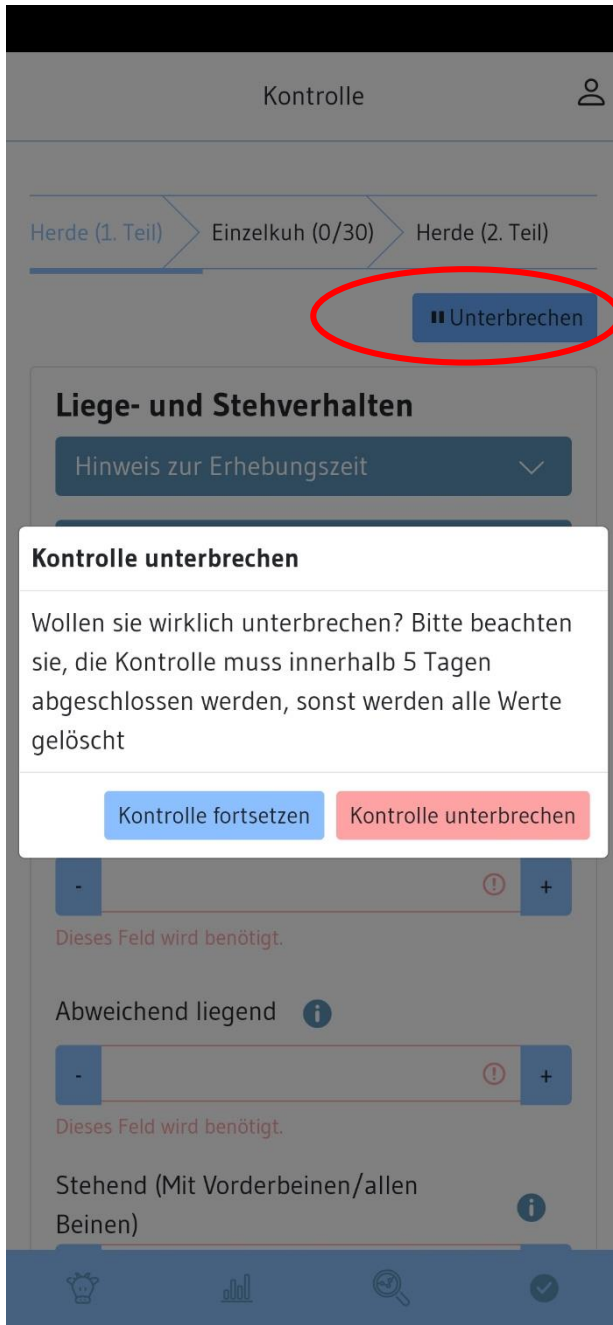 Kontrolle
Herde (1. Teil)
Einzelkuh (0/30)
Herde (2. Teil)
Unterbrechen
Liege- und Stehverhalten
Hinweis zur Erhebungszeit
Kontrolle unterbrechen
Wollen sie wirklich unterbrechen? Bitte beachten
sie, die Kontrolle muss innerhalb 5 Tagen
abgeschlossen werden, sonst werden alle Werte
gelöscht
Kontrolle fortsetzen
Kontrolle unterbrechen
- +
Dieses Feld wird benötigt.
Abweichend liegend
- +
Dieses Feld wird benötigt.
Stehend (Mit Vorderbeinen/allen
Beinen)